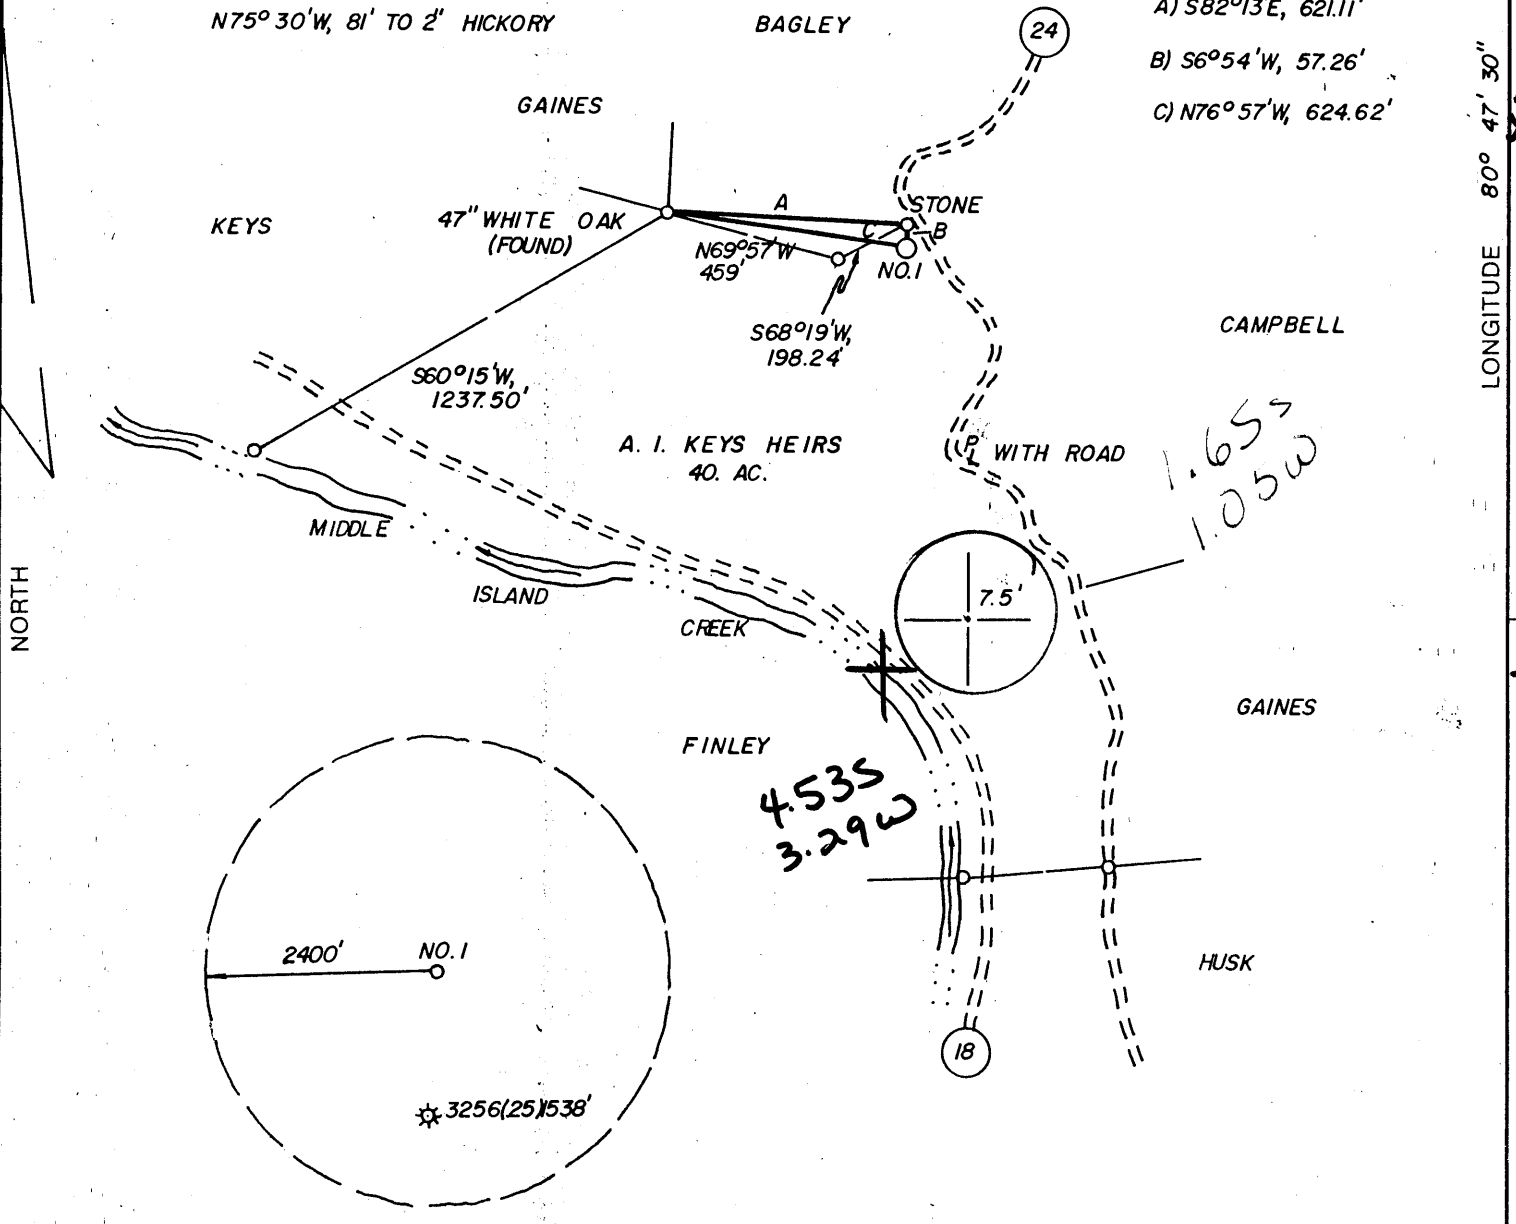 N75°30'W, 81' TO 2" HICKORY
BAGLEY
24
A) S82°13'E, 621.11'
B) S6°54'W, 57.26'
C) N76°57'W, 624.62'
LONGITUDE 80° 47' 30"
GAINES
KEYS
47" WHITE OAK
(FOUND)
A
STONE
C
B
N69°57'W
459'
NO.1
S68°19'W,
198.24'
CAMPBELL
S60°15'W,
1237.50'
A. I. KEYS HEIRS
40. AC.
WITH ROAD
1.65S
1.05W
MIDDLE
ISLAND
CREEK
7.5'
NORTH
GAINES
FINLEY
4.53S
3.29W
2400'
NO.1
HUSK
18
3256(25)1538'